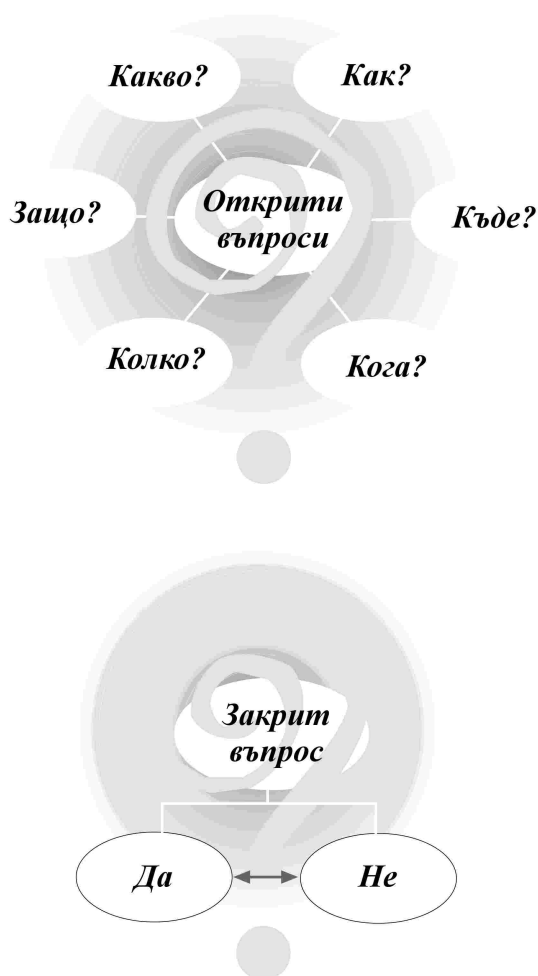 Какво?
Как?
Защо?
Открити
въпроси
Къде?
Колко?
Кога?
Закрит
въпрос
Да
Не